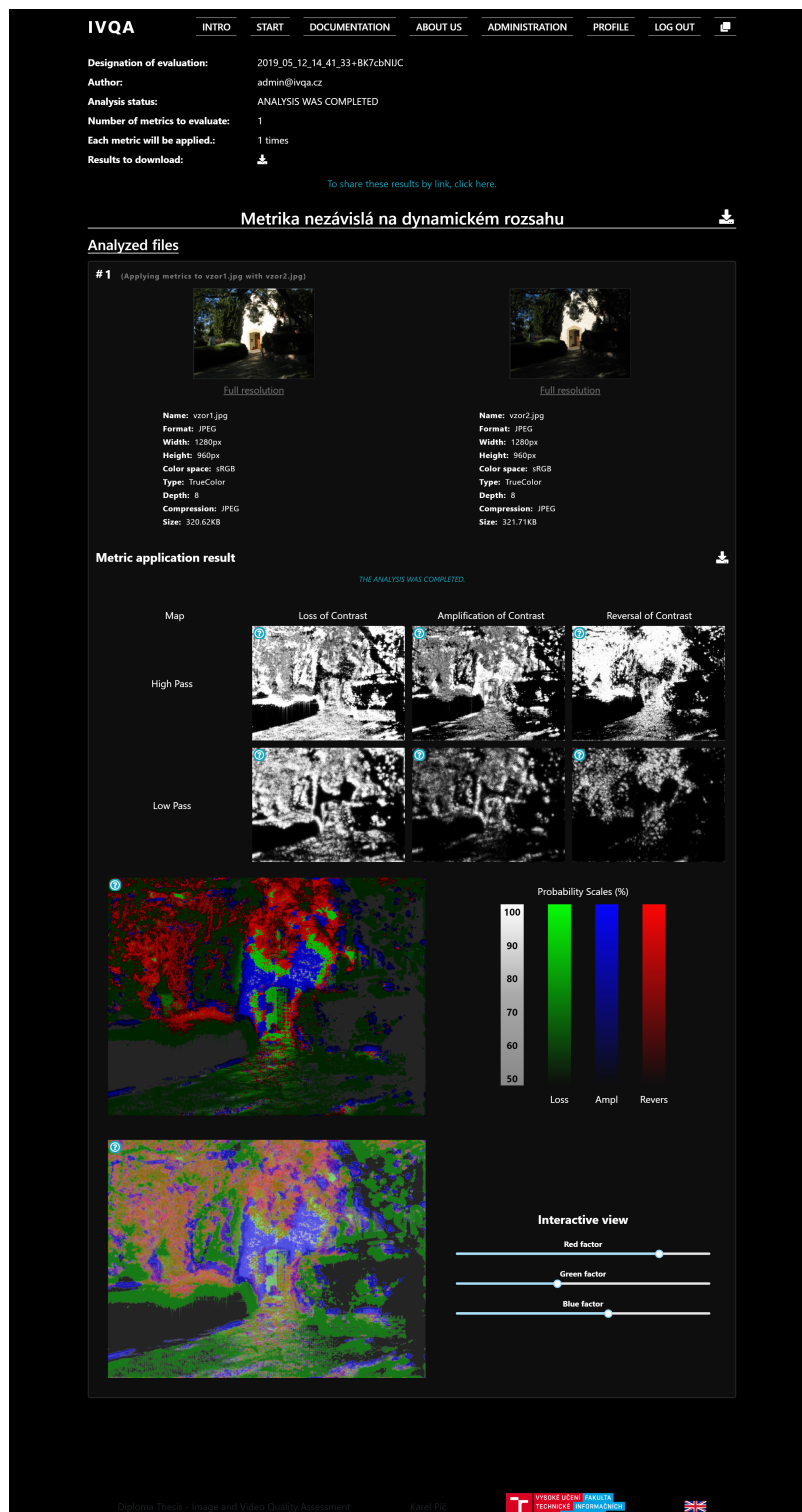 IVQA INTRO START DOCUMENTATION ABOUT US ADMINISTRATION PROFILE LOG OUT
Designation of evaluation: 2019_05_12_14_41_33+BK7cbNIJC
Author: admin@ivqa.cz
Analysis status: ANALYSIS WAS COMPLETED
Number of metrics to evaluate: 1
Each metric will be applied.: 1 times
Results to download:
To share these results by link, click here.
Metrika nezávislá na dynamickém rozsahu
Analyzed files
#1 (Applying metrics to vzor1.jpg with vzor2.jpg)
Full resolution
Name: vzor1.jpg
Format: JPEG
Width: 1280px
Height: 960px
Color space: sRGB
Type: TrueColor
Depth: 8
Compression: JPEG
Size: 320.62KB
Full resolution
Name: vzor2.jpg
Format: JPEG
Width: 1280px
Height: 960px
Color space: sRGB
Type: TrueColor
Depth: 8
Compression: JPEG
Size: 321.71KB
Metric application result
THE ANALYSIS WAS COMPLETED.
Map Loss of Contrast Amplification of Contrast Reversal of Contrast
High Pass
Low Pass
Probability Scales (%)
100
90
80
70
60
50
Loss Ampl Revers
Interactive view
Red factor
Green factor
Blue factor
Diploma Thesis - Image and Video Quality Assessment Karel Pič
VYSOKÉ UČENÍ FAKULTA
TECHNICKÉ INFORMAČNÍCH